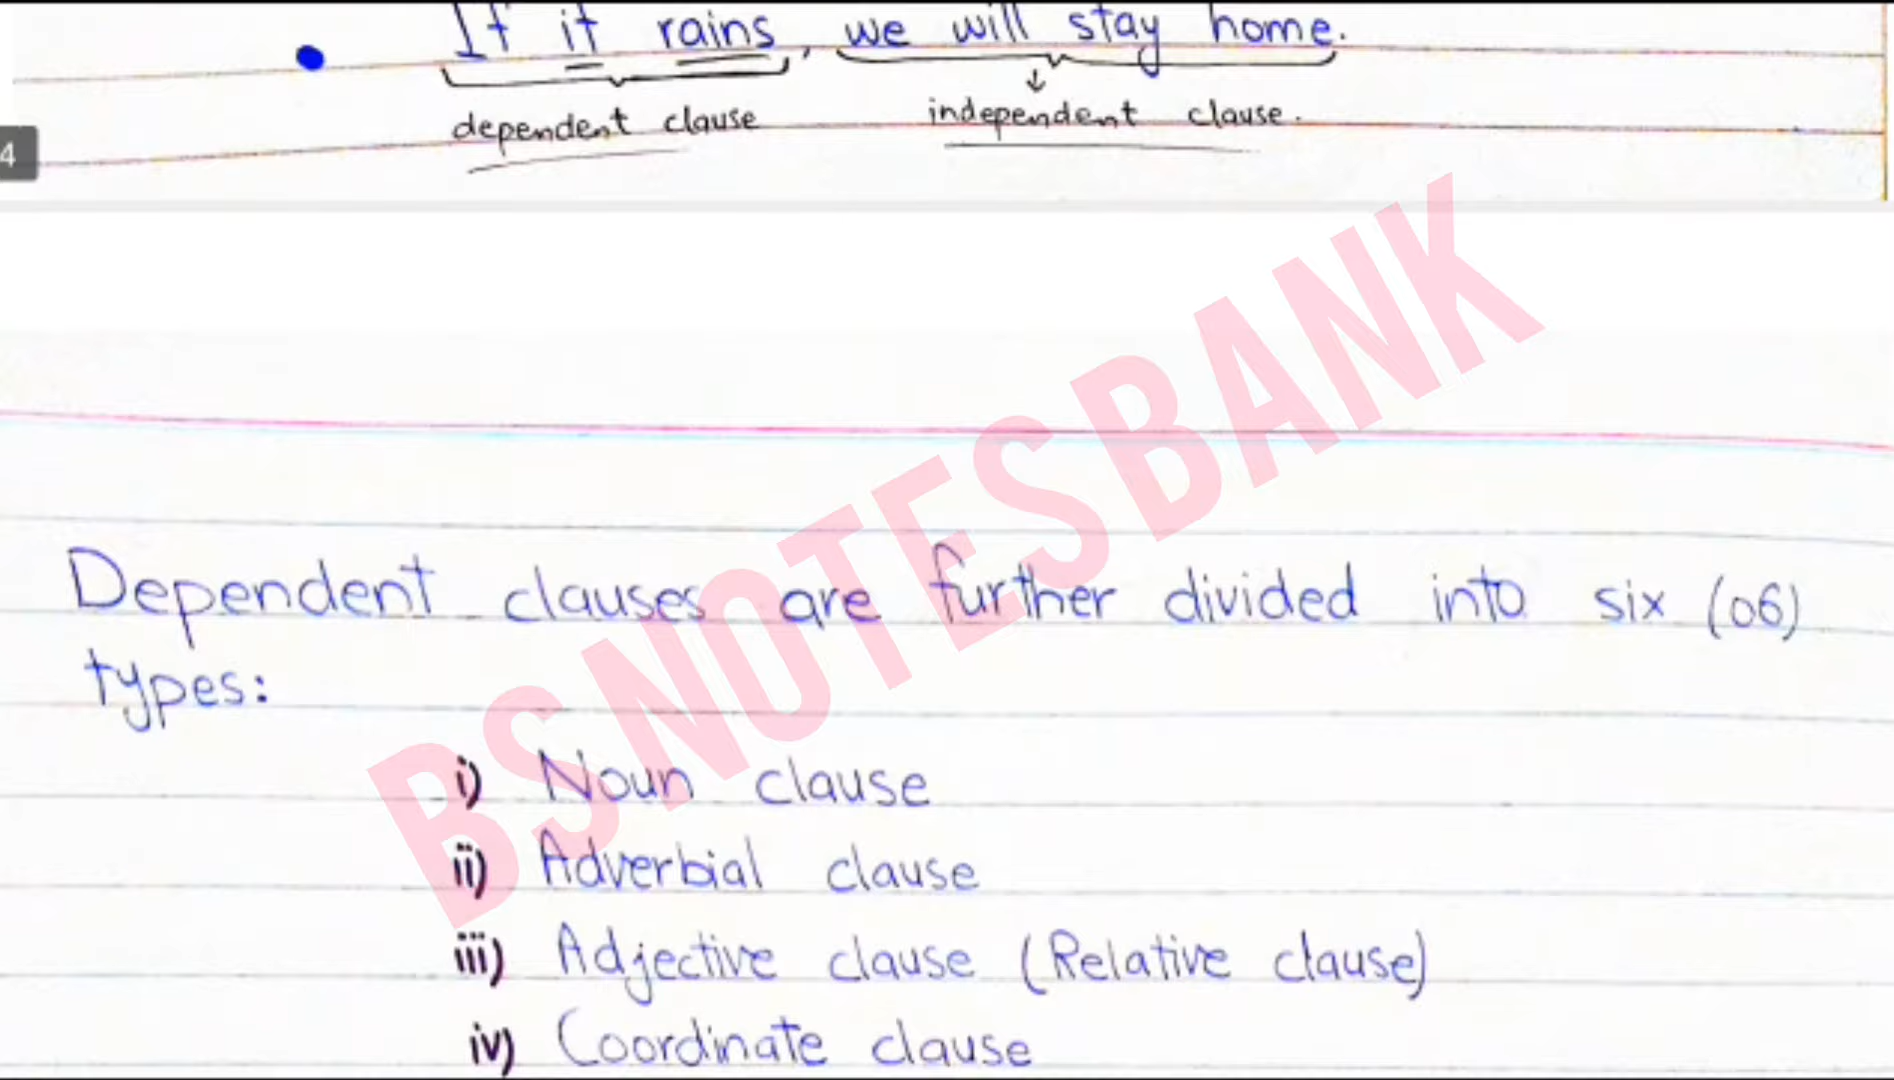 If it rains, we will stay home.
dependent clause independent clause.
4
BSNOTESBANK
Dependent clauses are further divided into six (06)
types:
i) Noun clause
ii) Adverbial clause
iii) Adjective clause (Relative clause)
iv) Coordinate clause